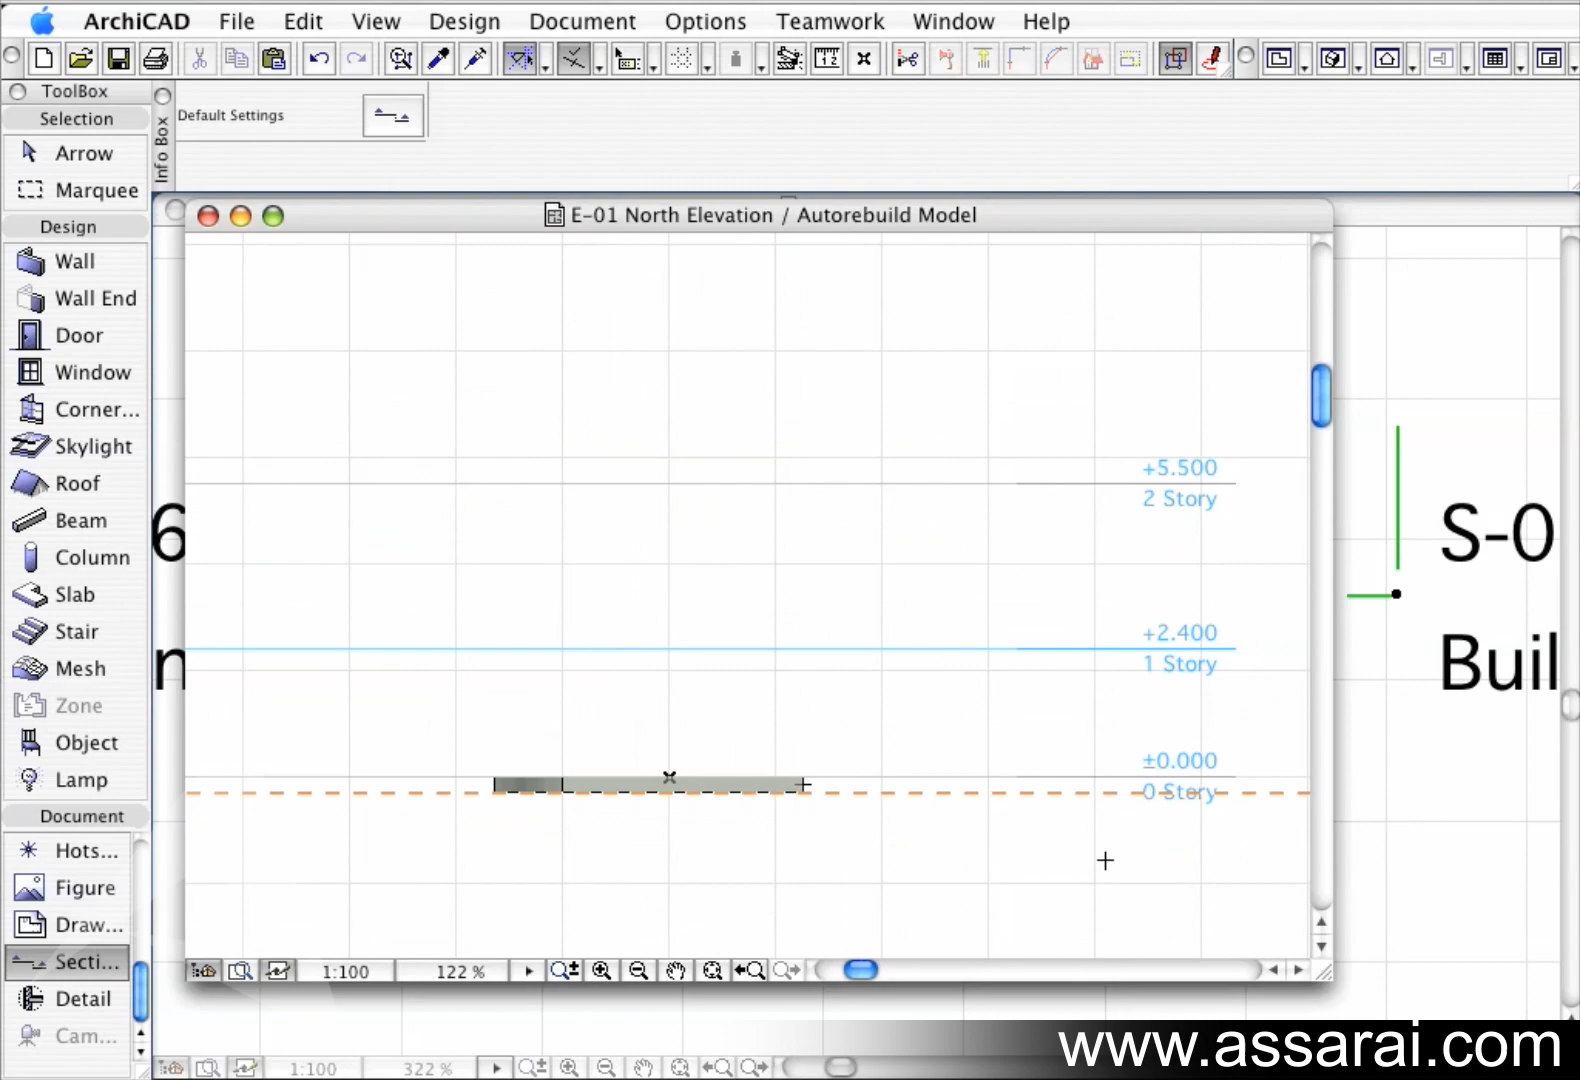 ArchiCAD File Edit View Design Document Options Teamwork Window Help
ToolBox
Selection
Arrow
Marquee
Design
Wall
Wall End
Door
Window
Corner...
Skylight
Roof
Beam
Column
Slab
Stair
Mesh
Zone
Object
Lamp
Document
Hots...
Figure
Draw...
Secti...
Detail
Cam...
Info Box
Default Settings
E-01 North Elevation / Autorebuild Model
+5.500
2 Story
+2.400
1 Story
±0.000
0 Story
1:100 122 %
6
n
S-0
Buil
1:100 322 %
www.assarai.com